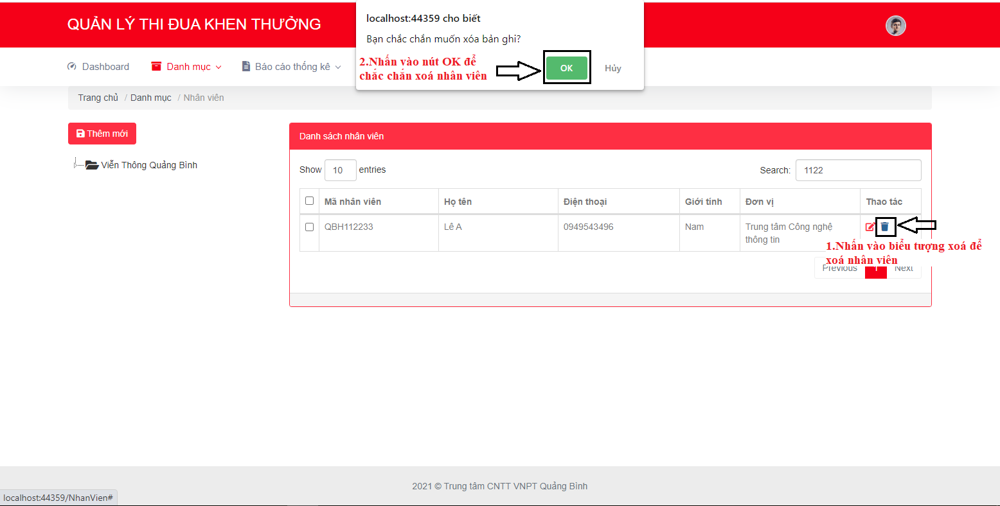 QUẢN LÝ THI ĐUA KHEN THƯỞNG
localhost:44359 cho biết
Bạn chắc chắn muốn xóa bản ghi?
2.Nhấn vào nút OK để
chắc chắn xoá nhân viên
OK
Hủy
Dashboard
Danh mục
Báo cáo thống kê
Trang chủ / Danh mục / Nhân viên
Thêm mới
Viễn Thông Quảng Bình
Danh sách nhân viên
Show 10 entries
Search: 1122
Mã nhân viên Họ tên Điện thoại Giới tính Đơn vị Thao tác
QBH112233 Lê A 0949543496 Nam Trung tâm Công nghệ
thông tin
1.Nhấn vào biểu tượng xoá để
xoá nhân viên
Previous 1 Next
2021 © Trung tâm CNTT VNPT Quảng Bình
localhost:44359/NhanVien#